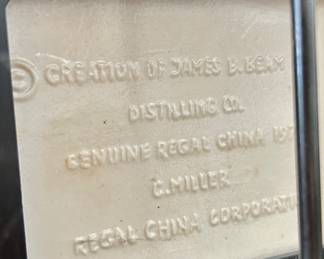 © CREATION OF JAMES B. BEAM
DISTILLING CO.
GENUINE REGAL CHINA 197
C. MILLER
REGAL CHINA CORPORATI